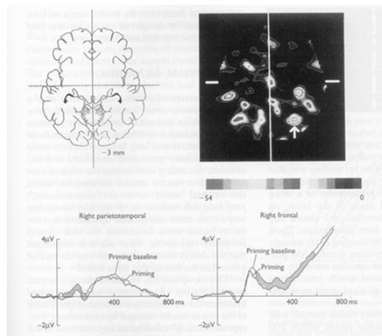 −3 mm
−54
0
Right parietotemporal
Right frontal
4μV
Priming baseline
Priming
−2μV
400
800 ms
4μV
Priming baseline
Priming
−2μV
400
800 ms